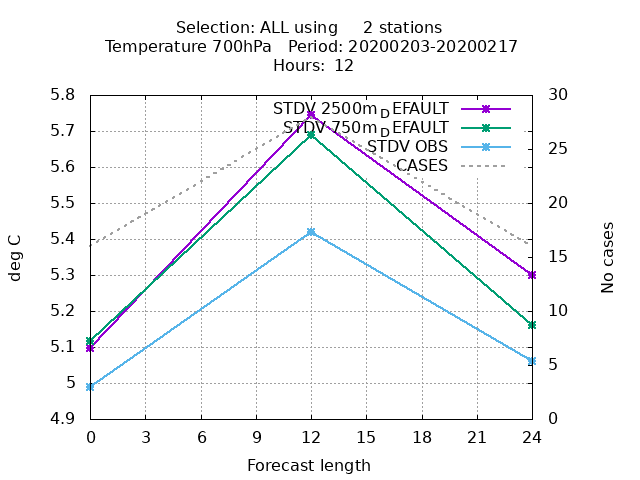 Selection: ALL using     2 stations
Temperature 700hPa   Period: 20200203-20200217
Hours: 12
STDV 2500m_DEFAULT
STDV 750m_DEFAULT
STDV OBS
CASES
deg C
5.8
5.7
5.6
5.5
5.4
5.3
5.2
5.1
5
4.9
30
25
20
15
10
5
0
No cases
0 3 6 9 12 15 18 21 24
Forecast length